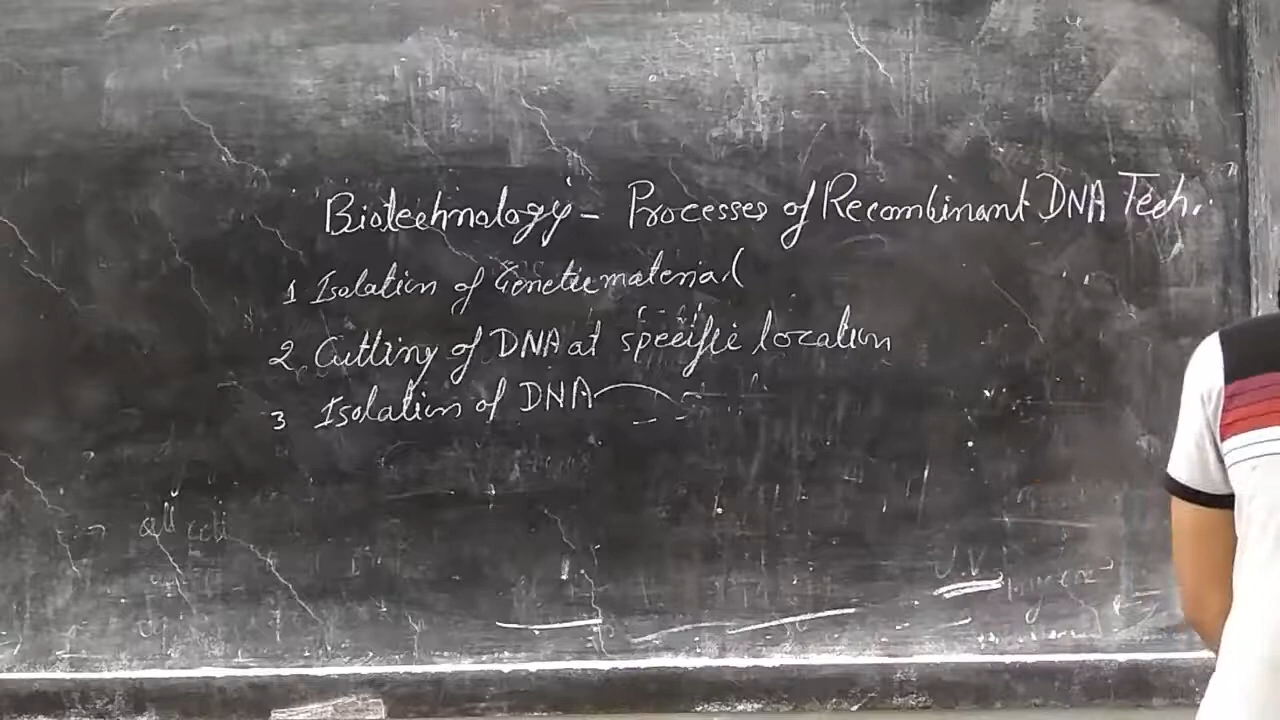 Biotechnology - Processes of Recombinant DNA Tech.
1 Isolation of Genetic material
2 Cutting of DNA at specific location
3 Isolation of DNA
U.V